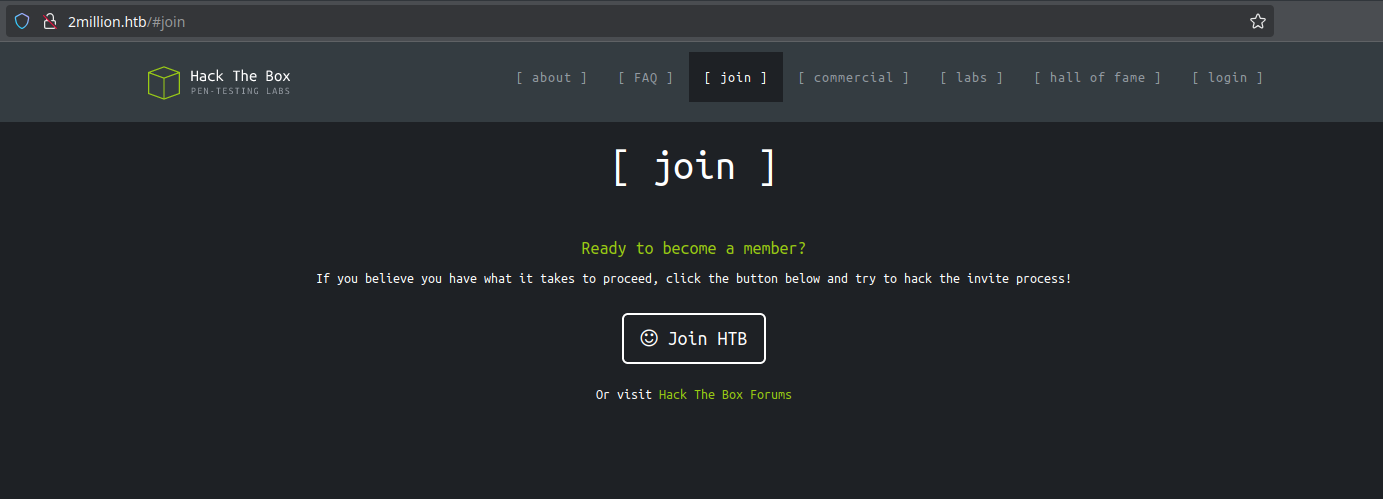 2million.htb/#join
Hack The Box
PEN-TESTING LABS
[ about ] [ FAQ ] [ join ] [ commercial ] [ labs ] [ hall of fame ] [ login ]
[ join ]
Ready to become a member?
If you believe you have what it takes to proceed, click the button below and try to hack the invite process!
Join HTB
Or visit Hack The Box Forums